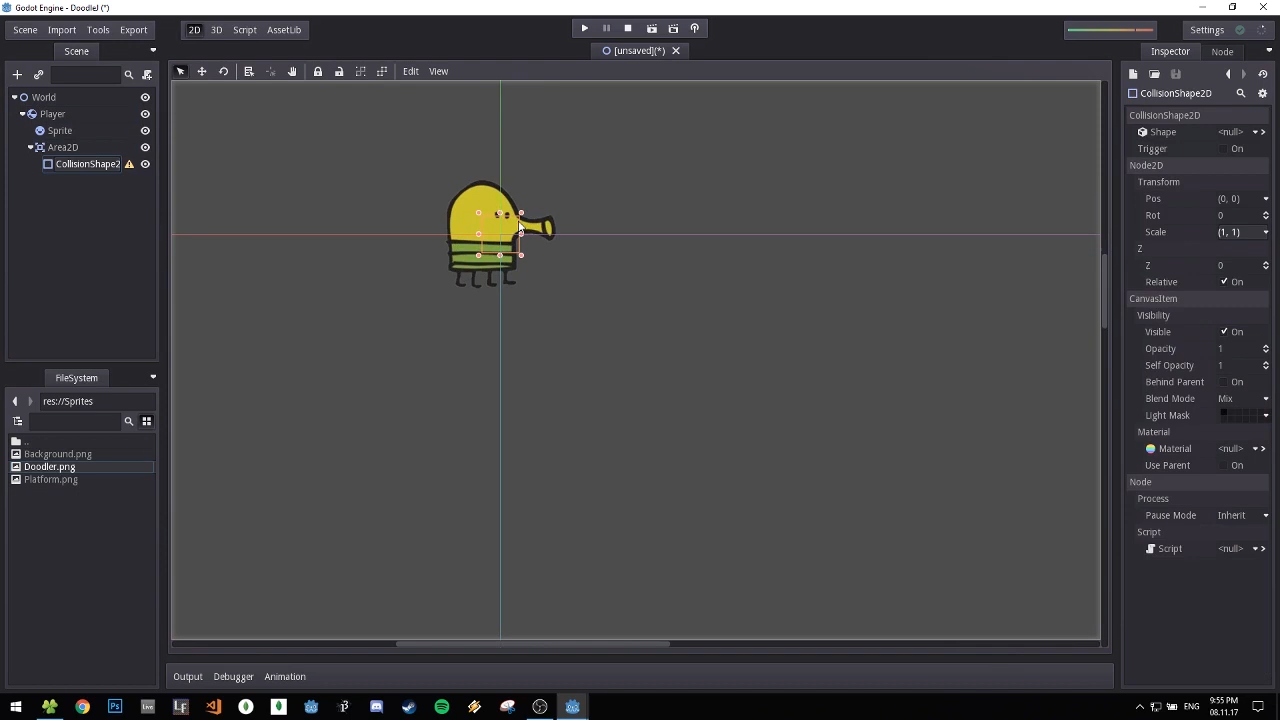 Godot Engine - DoodleJ (*)
Scene Import Tools Export
2D 3D Script AssetLib
Settings
Scene
[unsaved](*)
Inspector Node
Edit View
World
Player
Sprite
Area2D
CollisionShape2
CollisionShape2D
CollisionShape2D
Shape <null>
Trigger On
Node2D
Transform
Pos (0, 0)
Rot 0
Scale (1, 1)
Z
Z 0
Relative On
CanvasItem
Visibility
Visible On
Opacity 1
Self Opacity 1
Behind Parent On
Blend Mode Mix
Light Mask
Material
Material <null>
Use Parent On
Node
Process
Pause Mode Inherit
Script
Script <null>
FileSystem
res://Sprites
..
Background.png
Doodler.png
Platform.png
Output Debugger Animation
ENG
9:55 PM
08.11.17